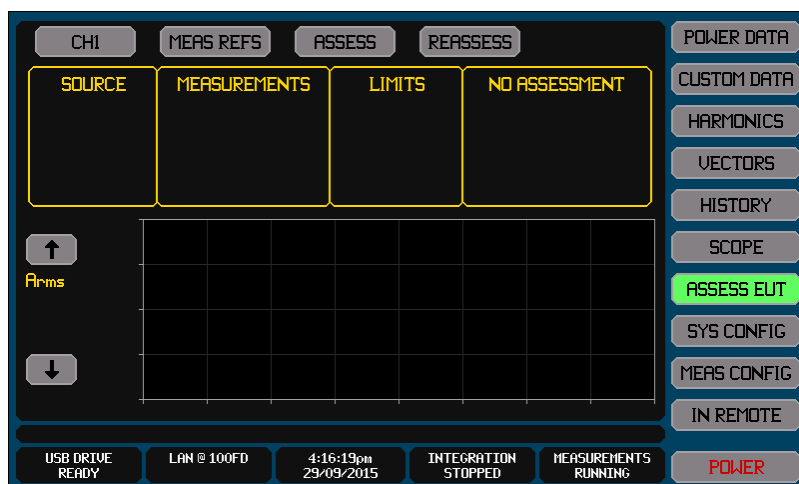 CH1 MEAS REFS ASSESS REASSESS
SOURCE MEASUREMENTS LIMITS NO ASSESSMENT
Arms
USB DRIVE
READY
LAN @ 100FD
4:16:19pm
29/09/2015
INTEGRATION
STOPPED
MEASUREMENTS
RUNNING
POWER DATA
CUSTOM DATA
HARMONICS
VECTORS
HISTORY
SCOPE
ASSESS EUT
SYS CONFIG
MEAS CONFIG
IN REMOTE
POWER